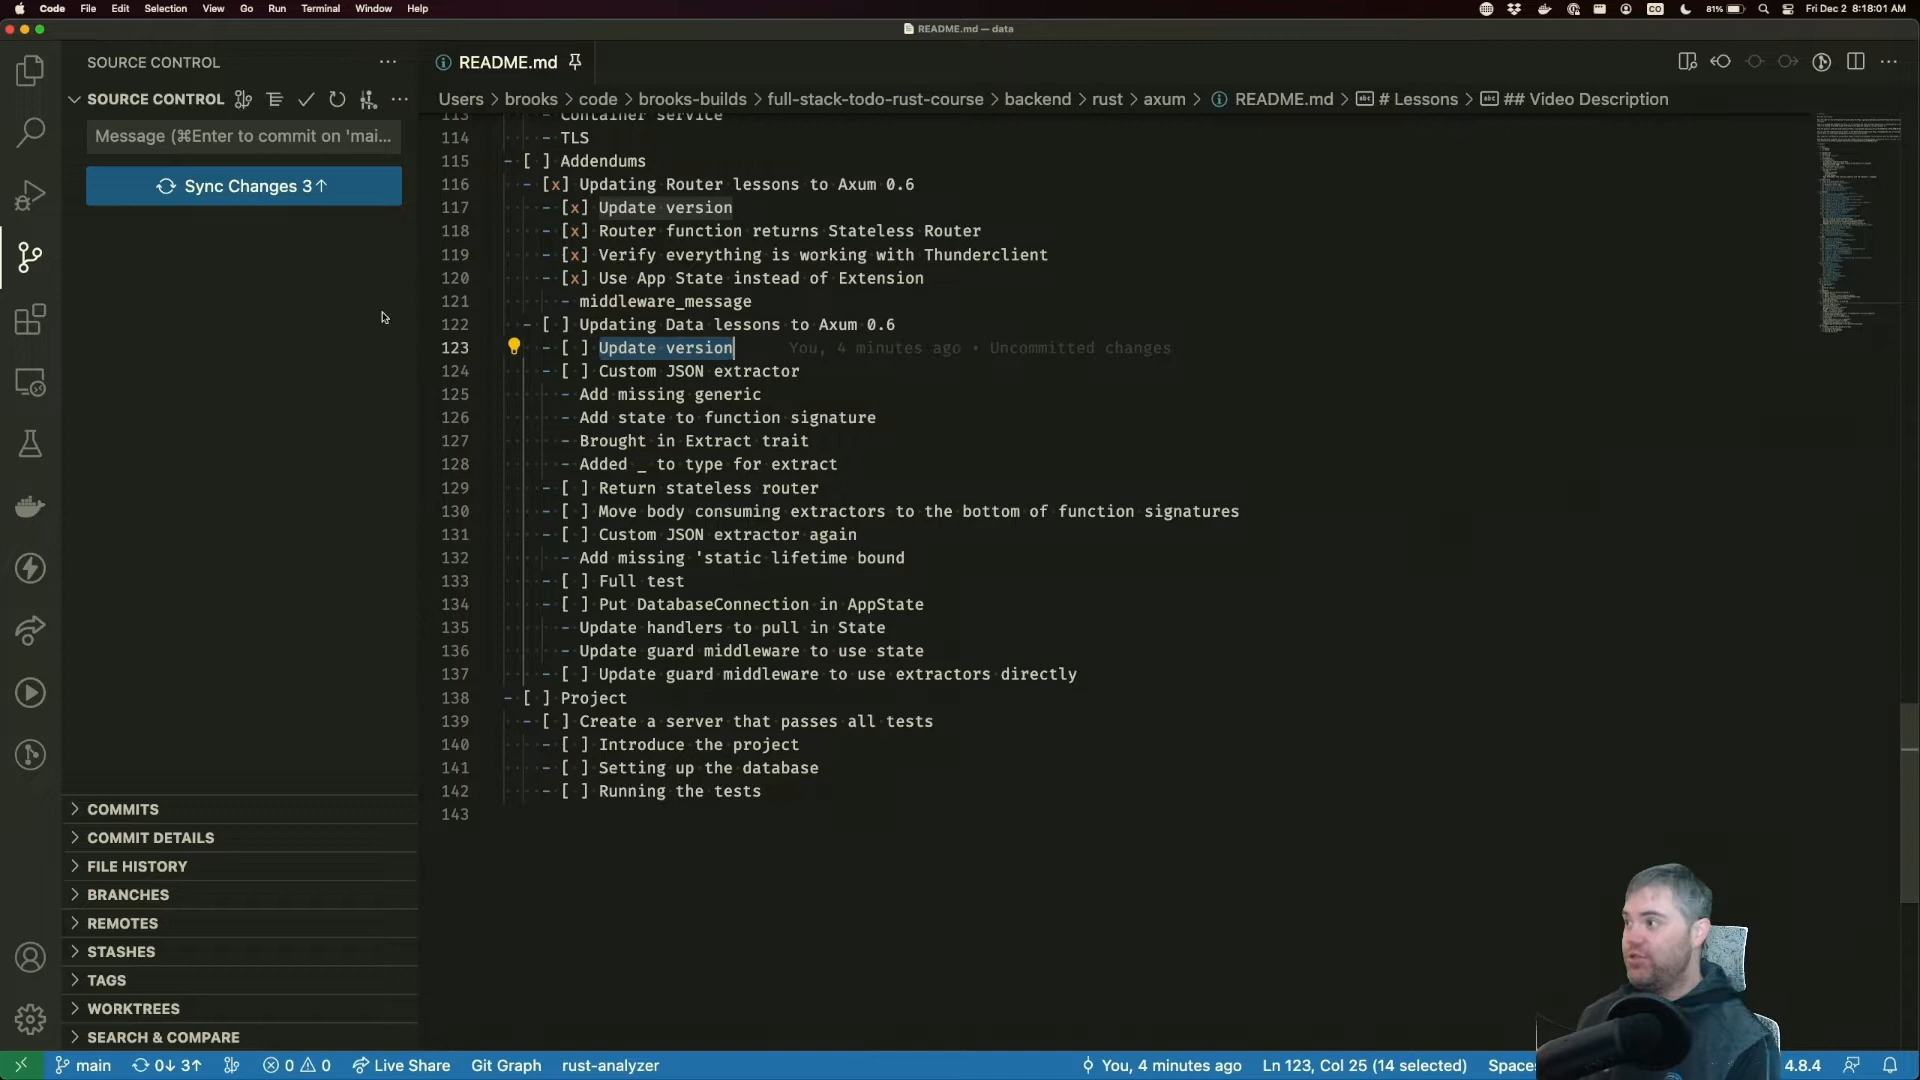 Code File Edit Selection View Go Run Terminal Window Help
CO 81% Fri Dec 2 8:18:01 AM
README.md — data
SOURCE CONTROL
README.md
SOURCE CONTROL
Users > brooks > code > brooks-builds > full-stack-todo-rust-course > backend > rust > axum > README.md > # Lessons > ## Video Description
Message (⌘Enter to commit on 'mai...
Sync Changes 3↑
113 - Container service
114 - TLS
115 - [ ] Addendums
116 - [x] Updating Router lessons to Axum 0.6
117 - [x] Update version
118 - [x] Router function returns Stateless Router
119 - [x] Verify everything is working with Thunderclient
120 - [x] Use App State instead of Extension
121 - middleware_message
122 - [ ] Updating Data lessons to Axum 0.6
123 - [ ] Update version You, 4 minutes ago • Uncommitted changes
124 - [ ] Custom JSON extractor
125 - Add missing generic
126 - Add state to function signature
127 - Brought in Extract trait
128 - Added _ to type for extract
129 - [ ] Return stateless router
130 - [ ] Move body consuming extractors to the bottom of function signatures
131 - [ ] Custom JSON extractor again
132 - Add missing 'static lifetime bound
133 - [ ] Full test
134 - [ ] Put DatabaseConnection in AppState
135 - Update handlers to pull in State
136 - Update guard middleware to use state
137 - [ ] Update guard middleware to use extractors directly
138 - [ ] Project
139 - [ ] Create a server that passes all tests
140 - [ ] Introduce the project
141 - [ ] Setting up the database
142 - [ ] Running the tests
143
COMMITS
COMMIT DETAILS
FILE HISTORY
BRANCHES
REMOTES
STASHES
TAGS
WORKTREES
SEARCH & COMPARE
main 0↓ 3↑ 0 0 Live Share Git Graph rust-analyzer You, 4 minutes ago Ln 123, Col 25 (14 selected) Space 4.8.4